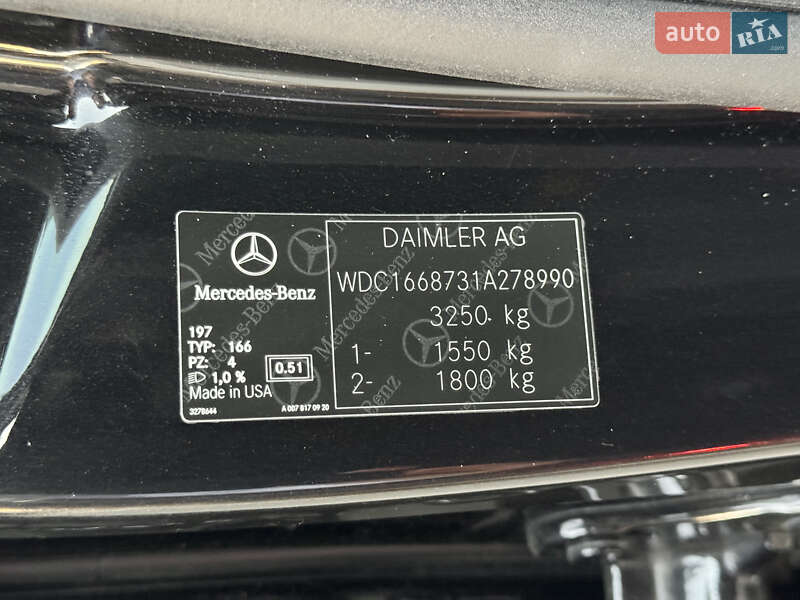 auto RIA
.com
Mercedes-Benz
197
TYP: 166
PZ: 4
1,0 %
0.51
Made in USA
3278644
A 007 817 09 20
DAIMLER AG
WDC1668731A278990
3250 kg
1- 1550 kg
2- 1800 kg